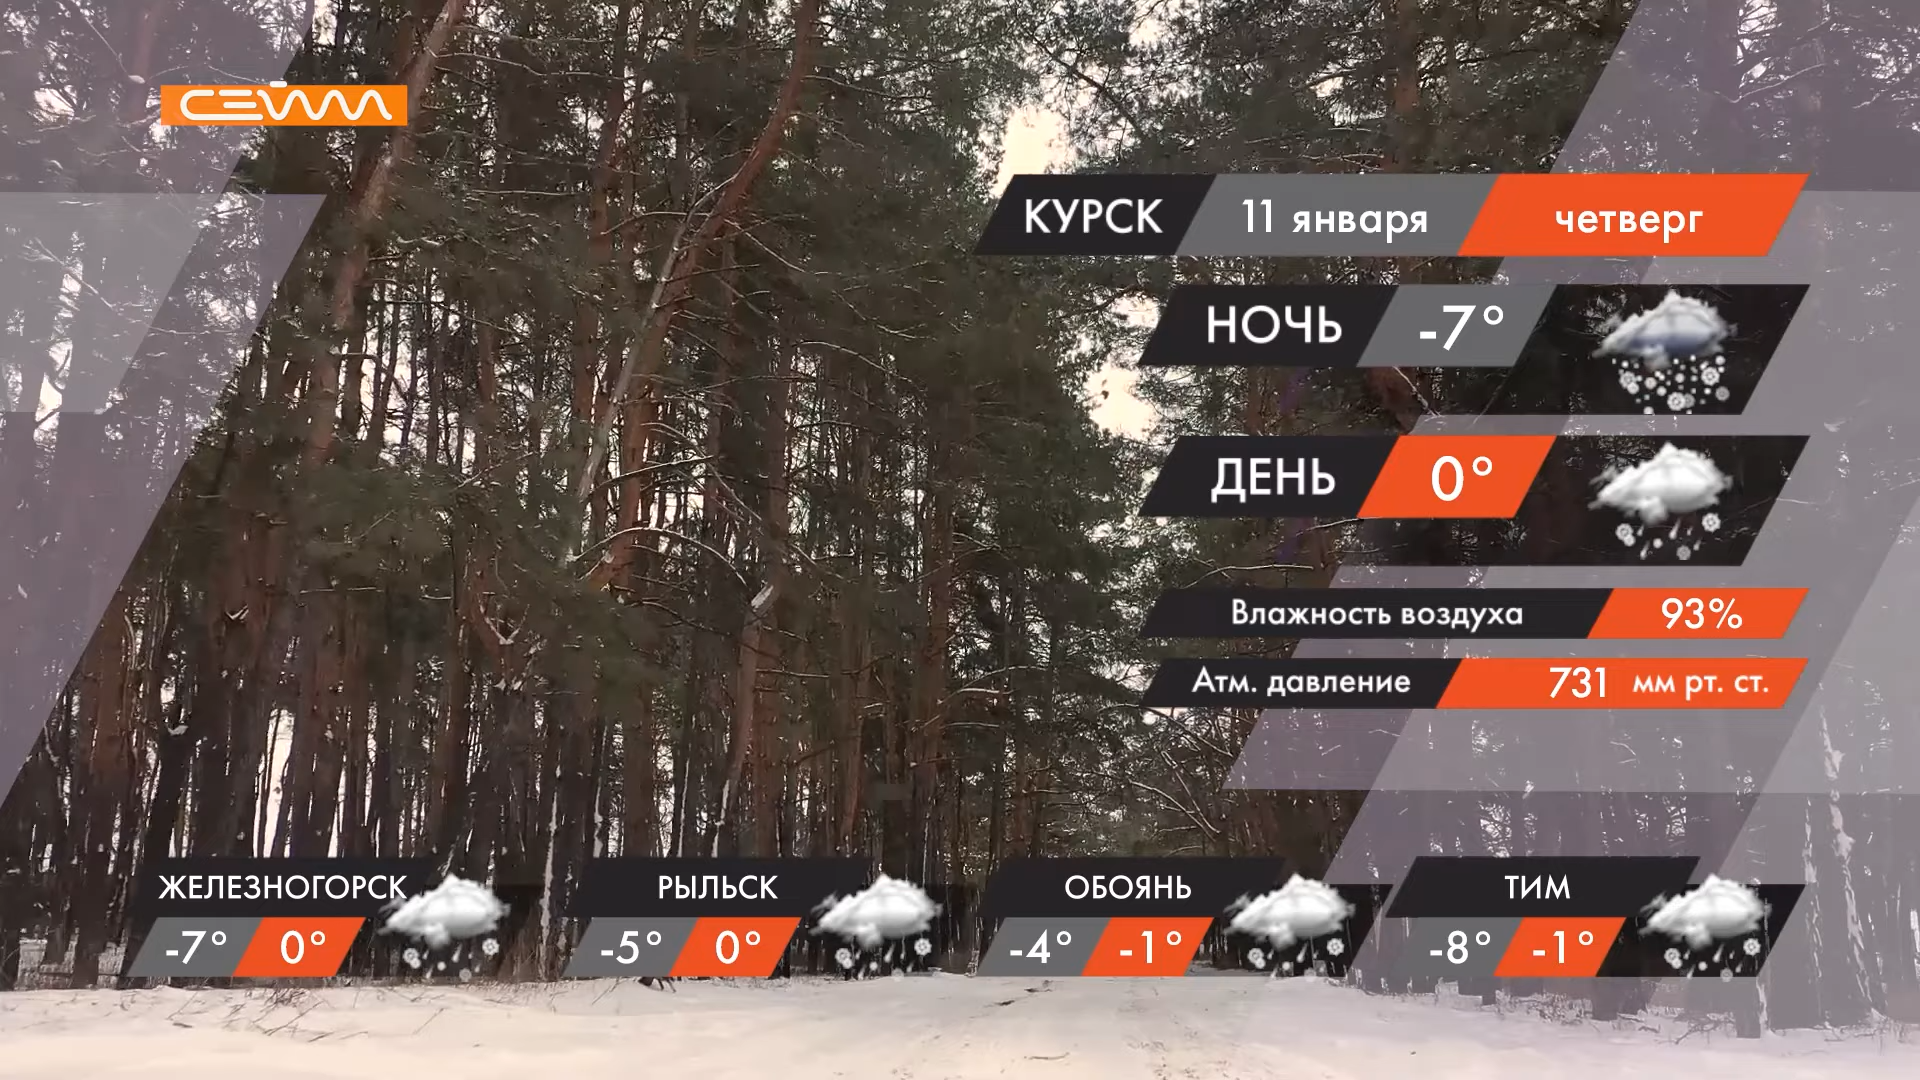 СЕЙМ
КУРСК 11 января четверг
НОЧЬ -7°
ДЕНЬ 0°
Влажность воздуха 93%
Атм. давление 731 мм рт. ст.
ЖЕЛЕЗНОГОРСК РЫЛЬСК ОБОЯНЬ ТИМ
-7° 0° -5° 0° -4° -1° -8° -1°